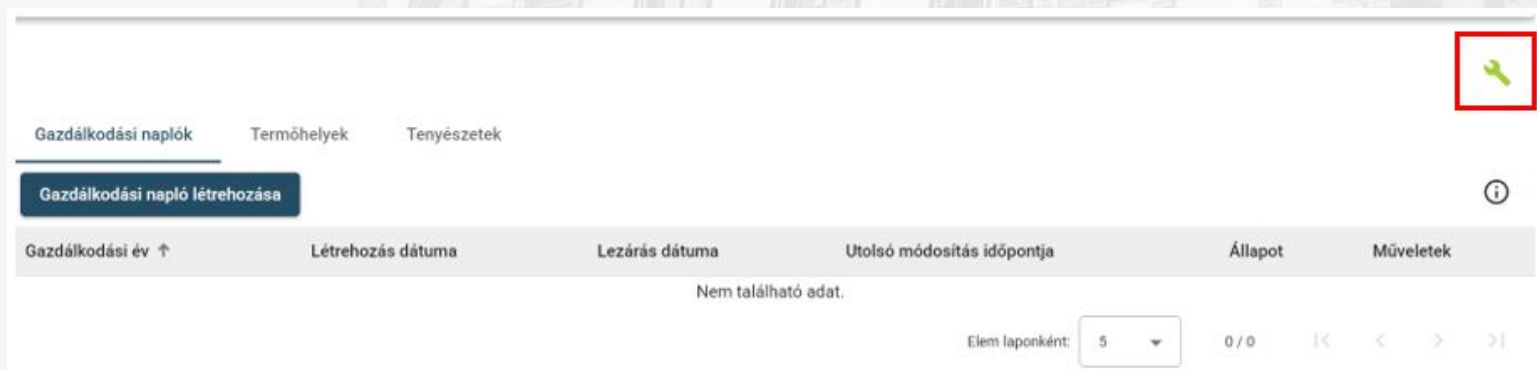 Gazdálkodási naplók Termőhelyek Tenyészetek
Gazdálkodási napló létrehozása
Gazdálkodási év ↑ Létrehozás dátuma Lezárás dátuma Utolsó módosítás időpontja Állapot Műveletek
Nem található adat.
Elem laponként: 5 0 / 0